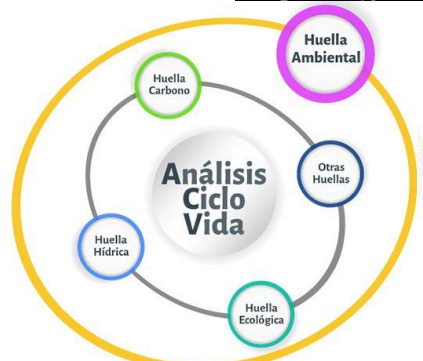 Huella
Ambiental
Huella
Carbono
Análisis
Ciclo
Vida
Otras
Huellas
Huella
Hídrica
Huella
Ecológica